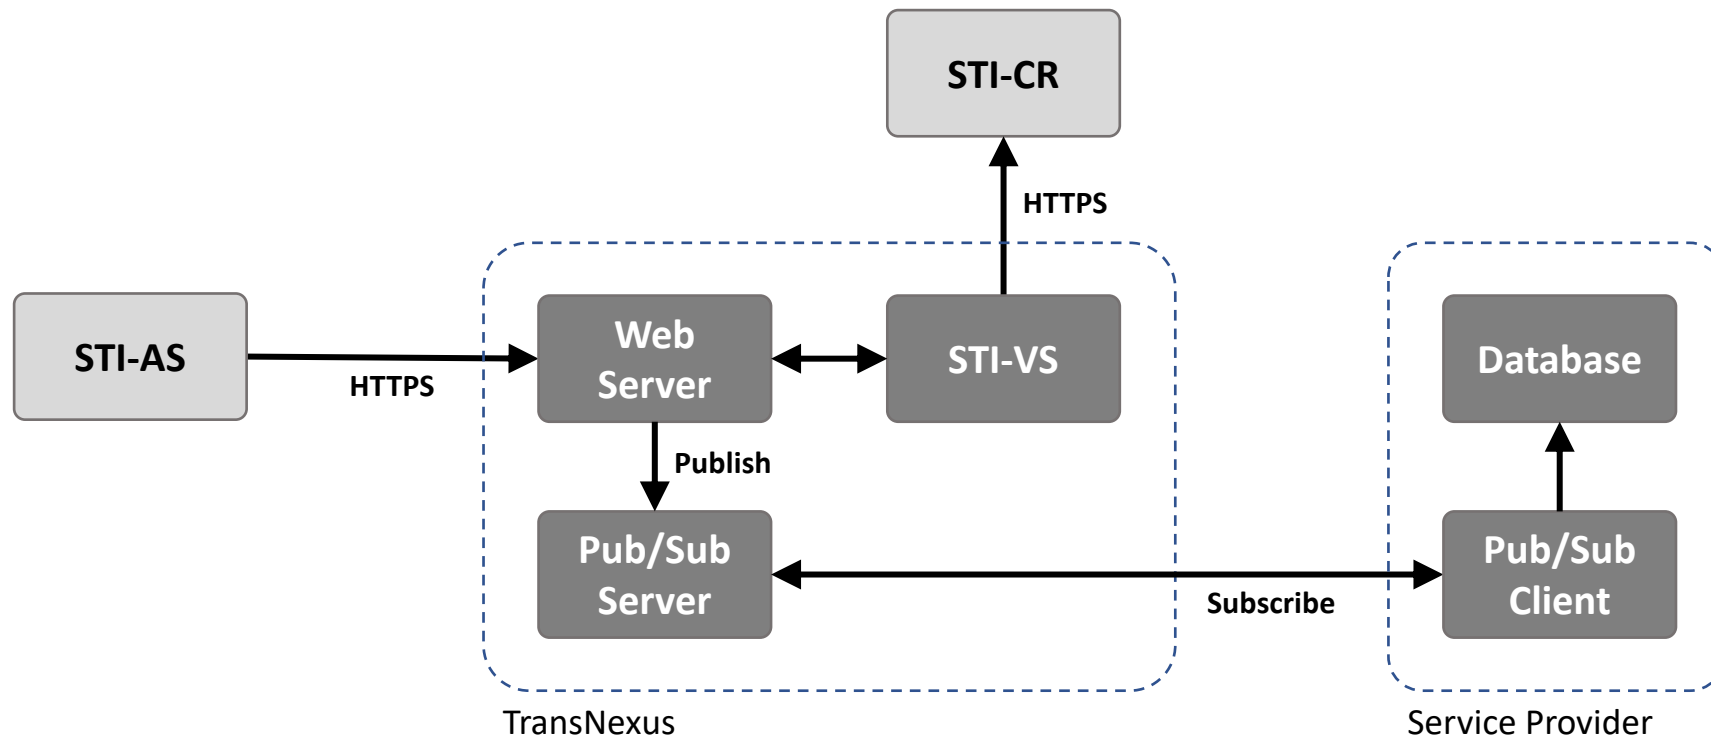 STI-CR
HTTPS
STI-AS
HTTPS
Web
Server
STI-VS
Database
Publish
Pub/Sub
Server
Subscribe
Pub/Sub
Client
TransNexus
Service Provider